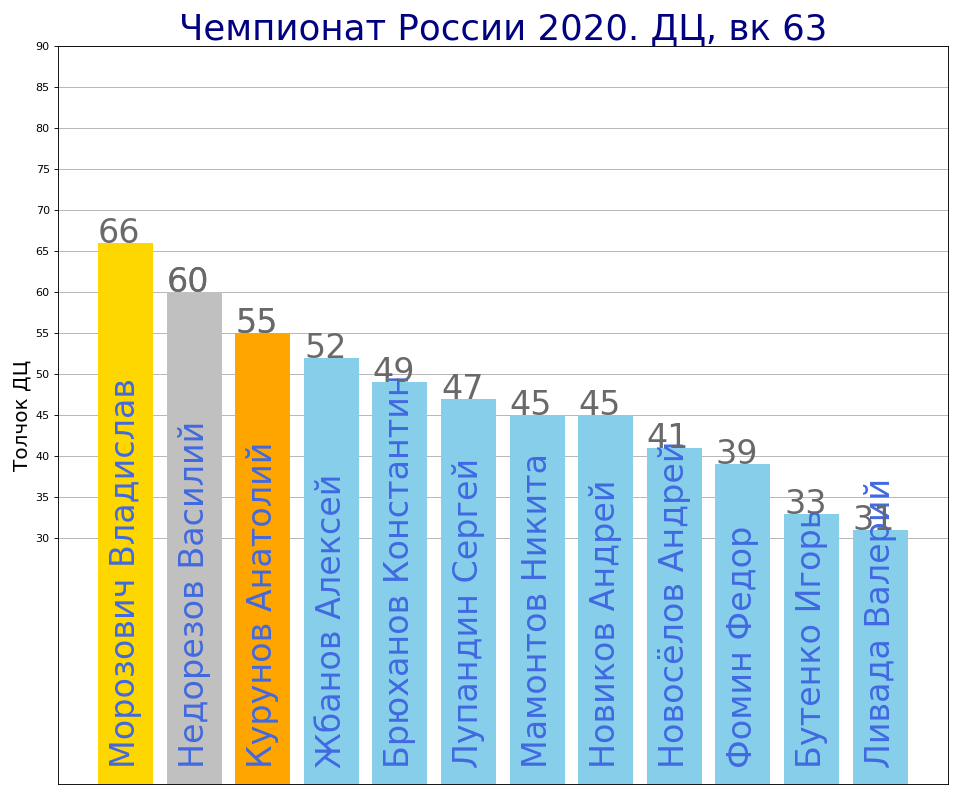 Чемпионат России 2020. ДЦ, вк 63
Толчок ДЦ
90
85
80
75
70
65
60
55
50
45
40
35
30
66
60
55
52
49
47
45
45
41
39
33
31
Морозович Владислав
Недорезов Василий
Курунов Анатолий
Жбанов Алексей
Брюханов Константин
Лупандин Сергей
Мамонтов Никита
Новиков Андрей
Новосёлов Андрей
Фомин Федор
Бутенко Игорь
Ливада Валерий